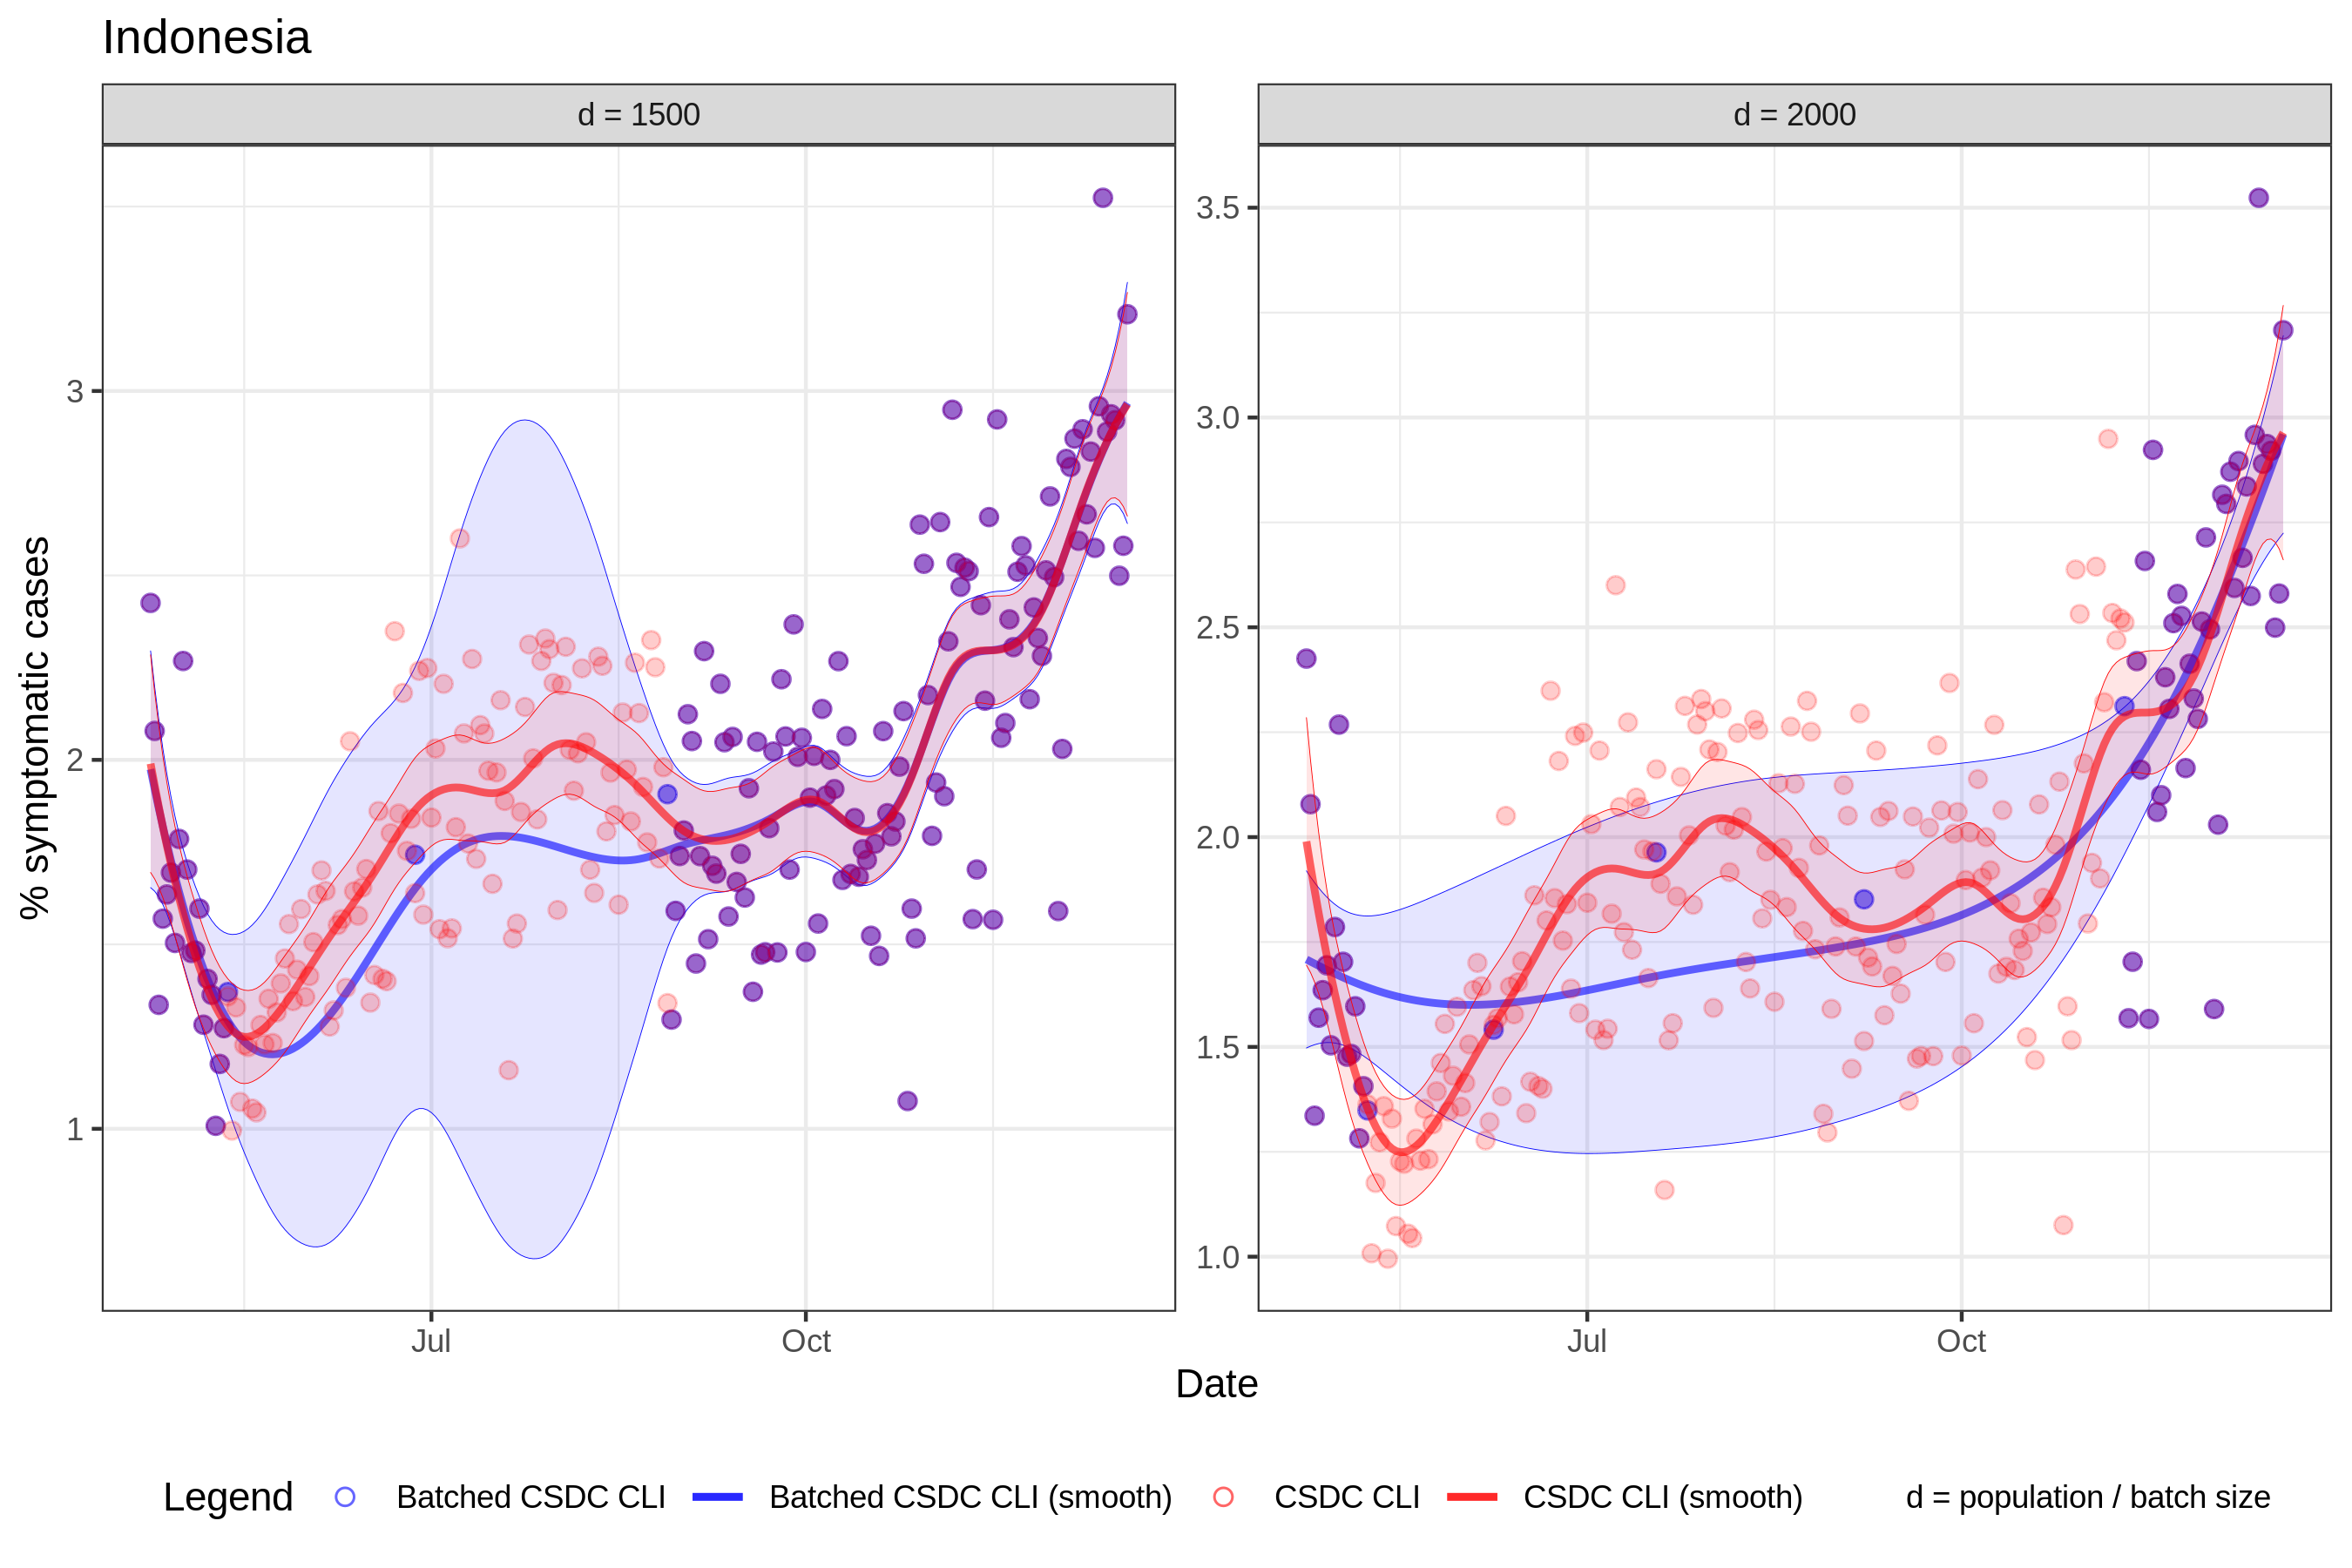 Indonesia
d = 1500
d = 2000
% symptomatic cases
3
2
1
3.5
3.0
2.5
2.0
1.5
1.0
Jul
Oct
Jul
Oct
Date
Legend
Batched CSDC CLI
Batched CSDC CLI (smooth)
CSDC CLI
CSDC CLI (smooth)
d = population / batch size